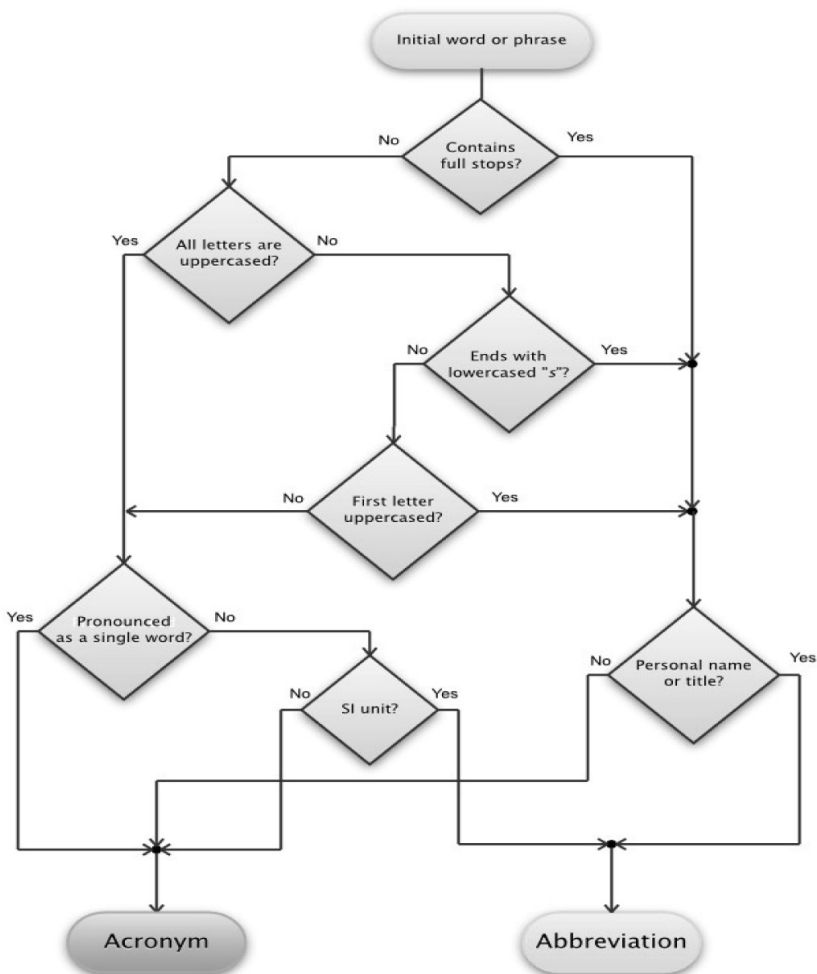 Initial word or phrase
No
Yes
Contains
full stops?
Yes
All letters are
uppercased?
No
No
Ends with
lowercased "s"?
Yes
No
First letter
uppercased?
Yes
Yes
Pronounced
as a single word?
No
No
Personal name
or title?
Yes
No
SI unit?
Yes
Acronym
Abbreviation